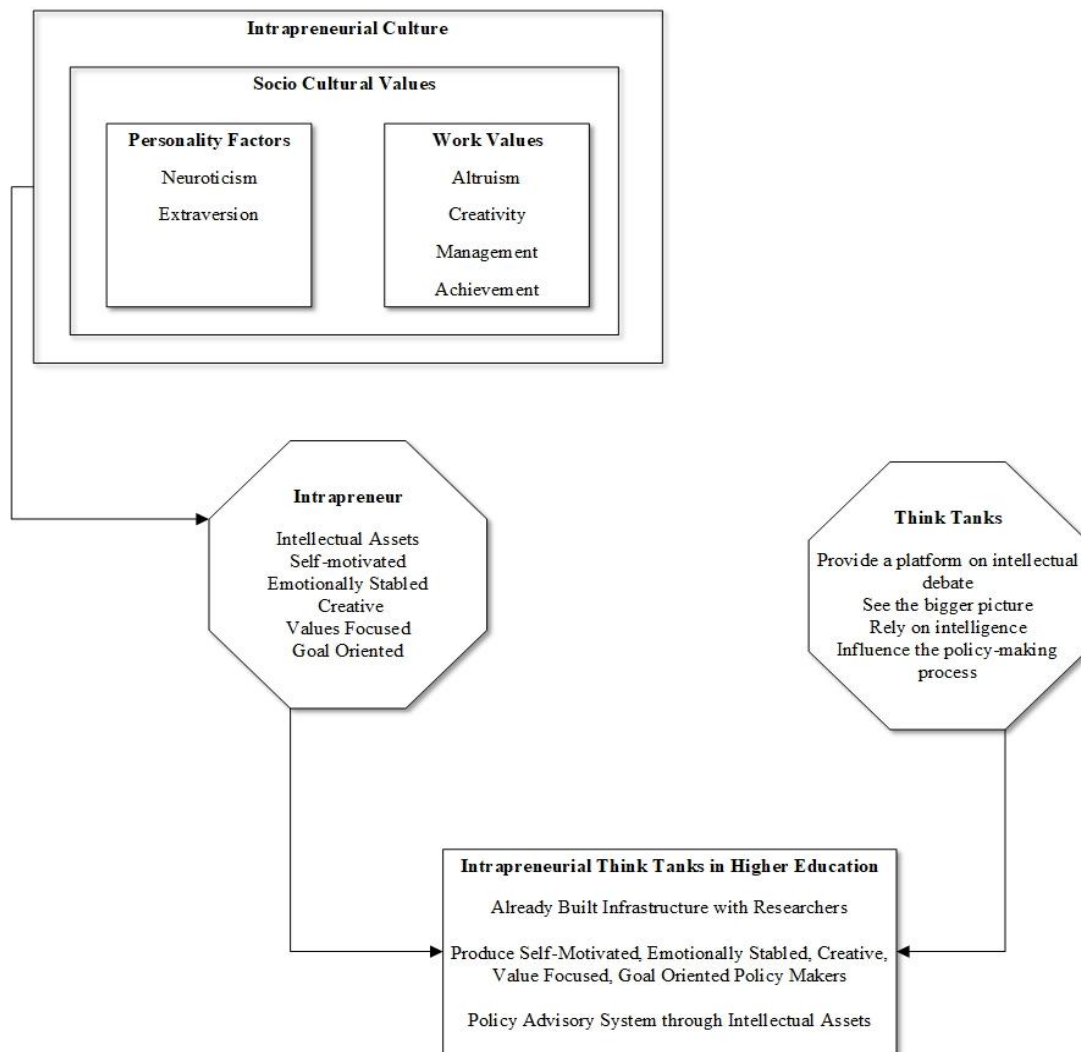 Intrapreneurial Culture
Socio Cultural Values
Personality Factors
Neuroticism
Extraversion
Work Values
Altruism
Creativity
Management
Achievement
Intrapreneur
Intellectual Assets
Self-motivated
Emotionally Stabled
Creative
Values Focused
Goal Oriented
Think Tanks
Provide a platform on intellectual
debate
See the bigger picture
Rely on intelligence
Influence the policy-making
process
Intrapreneurial Think Tanks in Higher Education
Already Built Infrastructure with Researchers
Produce Self-Motivated, Emotionally Stabled, Creative,
Value Focused, Goal Oriented Policy Makers
Policy Advisory System through Intellectual Assets